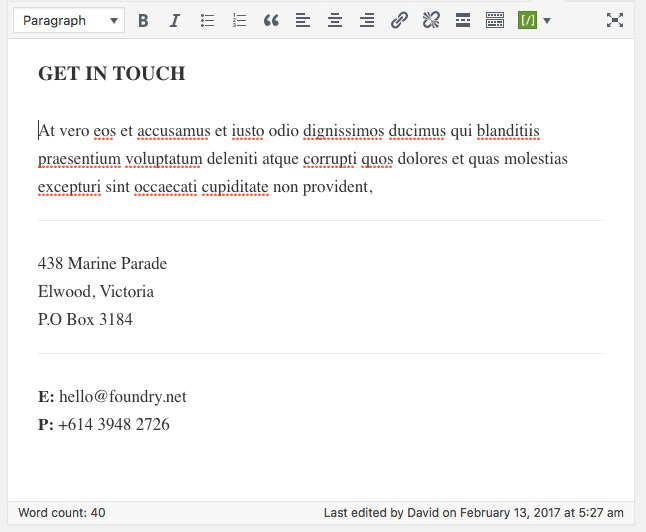 Paragraph
GET IN TOUCH
At vero eos et accusamus et iusto odio dignissimos ducimus qui blanditiis
praesentium voluptatum deleniti atque corrupti quos dolores et quas molestias
excepturi sint occaecati cupiditate non provident,
438 Marine Parade
Elwood, Victoria
P.O Box 3184
E: hello@foundry.net
P: +614 3948 2726
Word count: 40 Last edited by David on February 13, 2017 at 5:27 am